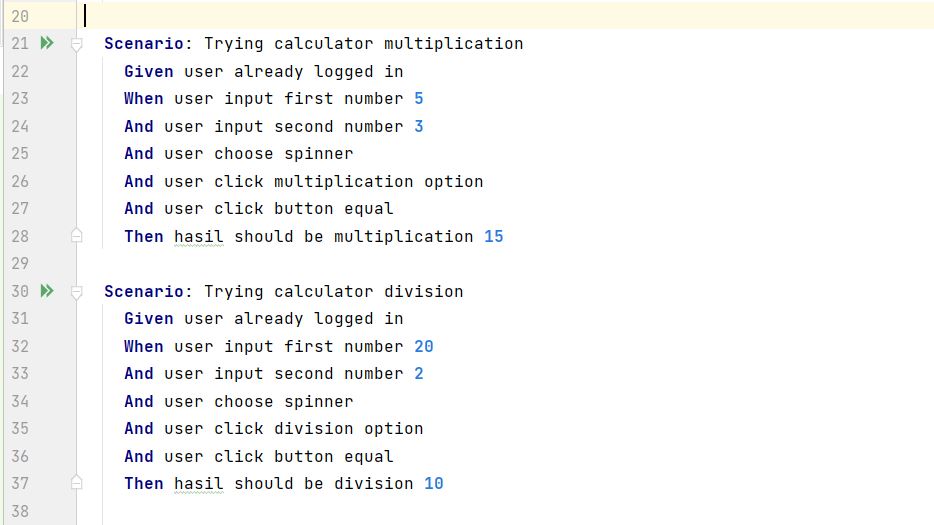 20
21 Scenario: Trying calculator multiplication
22 Given user already logged in
23 When user input first number 5
24 And user input second number 3
25 And user choose spinner
26 And user click multiplication option
27 And user click button equal
28 Then hasil should be multiplication 15
29
30 Scenario: Trying calculator division
31 Given user already logged in
32 When user input first number 20
33 And user input second number 2
34 And user choose spinner
35 And user click division option
36 And user click button equal
37 Then hasil should be division 10
38